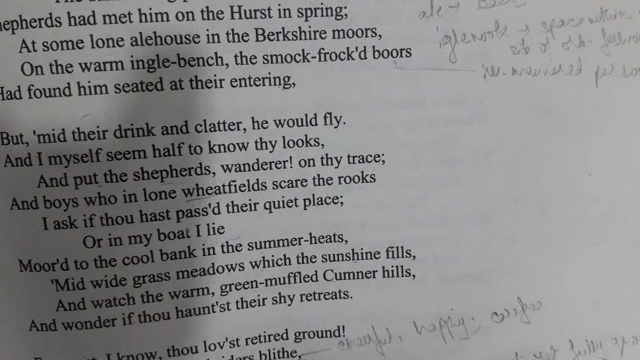 shepherds had met him on the Hurst in spring;
At some lone alehouse in the Berkshire moors,
On the warm ingle-bench, the smock-frock'd boors
Had found him seated at their entering,
But, 'mid their drink and clatter, he would fly.
And I myself seem half to know thy looks,
And put the shepherds, wanderer! on thy trace;
And boys who in lone wheatfields scare the rooks
I ask if thou hast pass'd their quiet place;
Or in my boat I lie
Moor'd to the cool bank in the summer-heats,
'Mid wide grass meadows which the sunshine fills,
And watch the warm, green-muffled Cumner hills,
And wonder if thou haunt'st their shy retreats.
I know, thou lov'st retired ground!
blithe,
cheerful, happy;